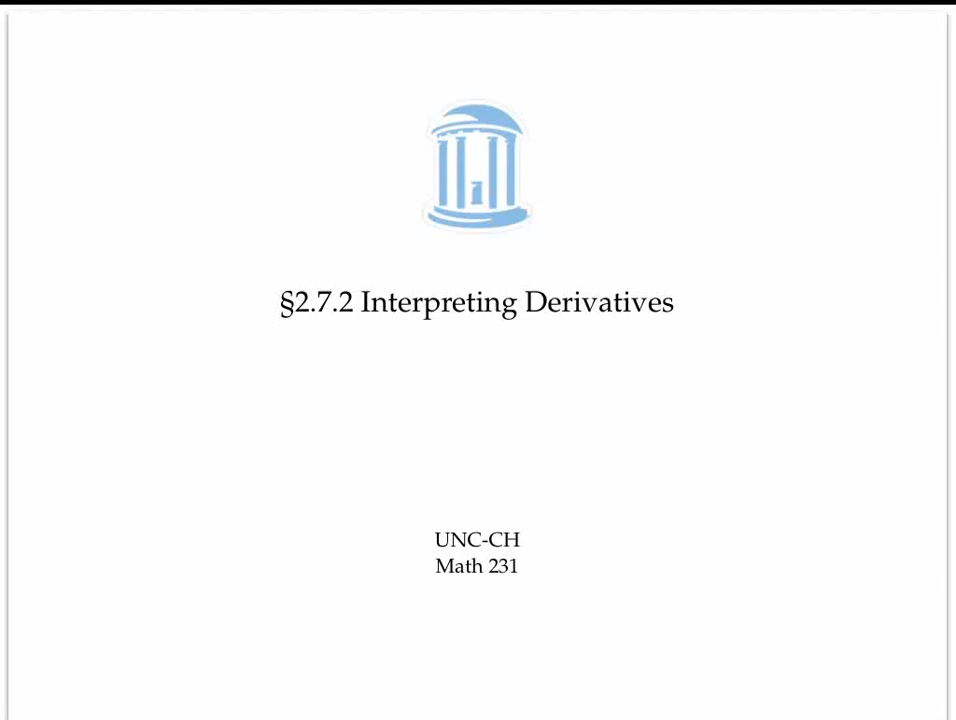 §2.7.2 Interpreting Derivatives
UNC-CH
Math 231